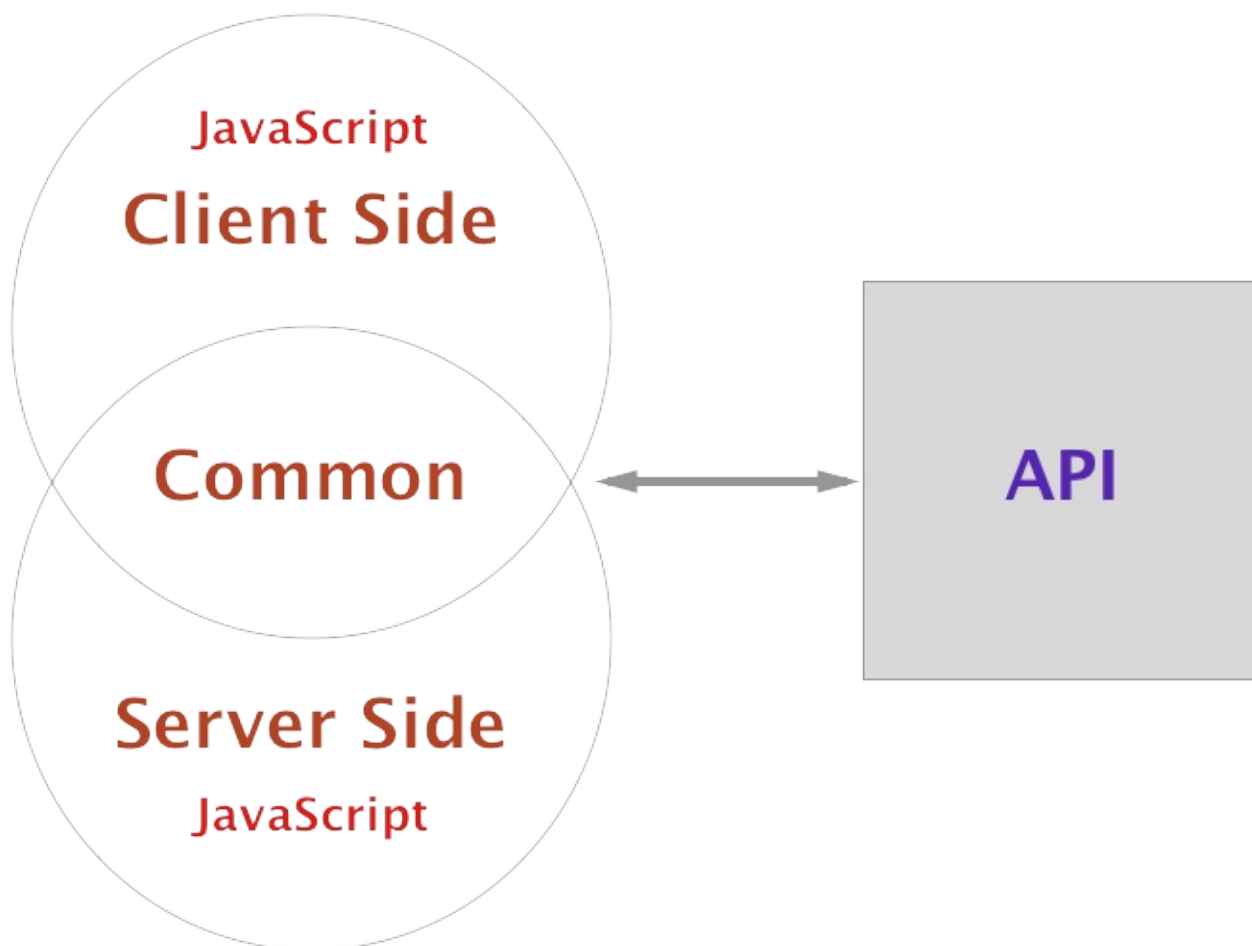 JavaScript
Client Side
Common
API
Server Side
JavaScript